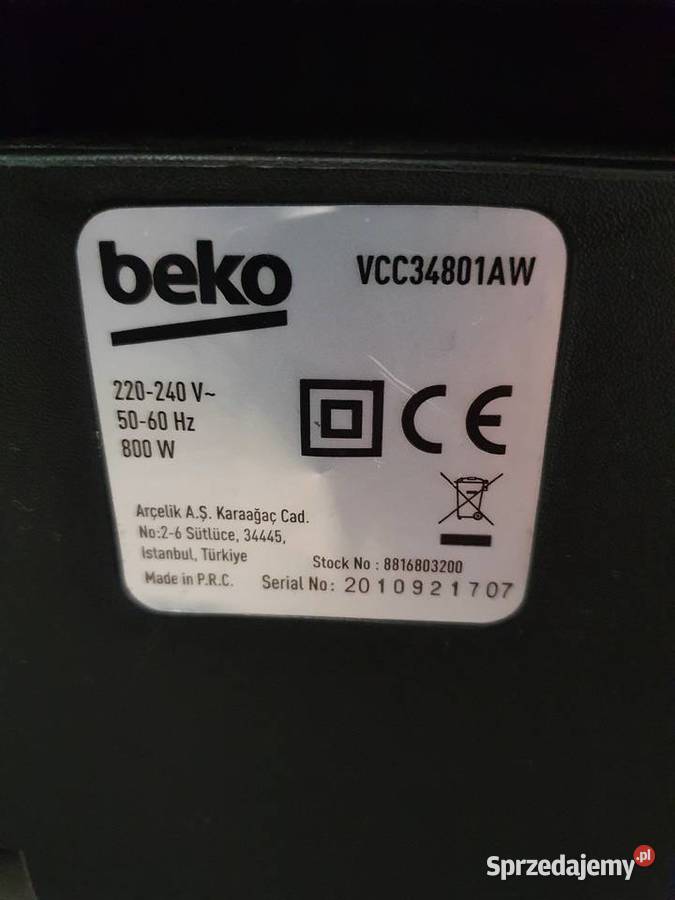 beko
VCC34801AW
220-240 V~
50-60 Hz
800 W
CE
Arçelik A.Ş. Karaağaç Cad.
No:2-6 Sütlüce, 34445,
Istanbul, Türkiye
Made in P.R.C.
Stock No : 8816803200
Serial No: 2010921707
Sprzedajemy.pl